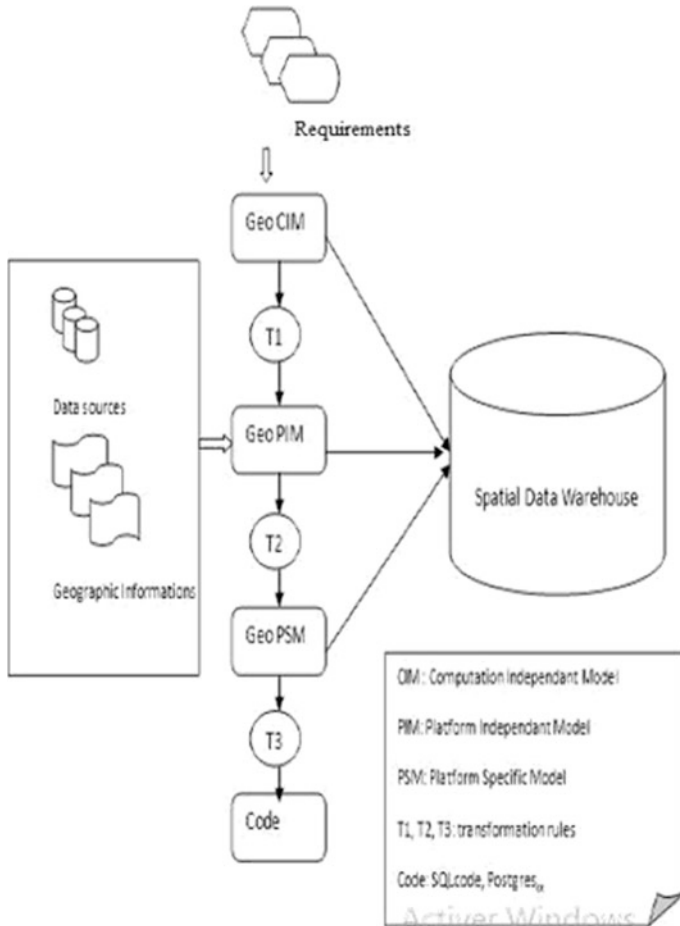 Requirements
Geo CIM
T1
Data sources
Geo PIM
Spatial Data Warehouse
T2
Geographic Informations
Geo PSM
CIM : Computation Independant Model
PIM: Platform Independant Model
T3
PSM: Platform Specific Model
Code
T1, T2, T3: transformation rules
Code: SQLcode, Postgres
Activer Windows